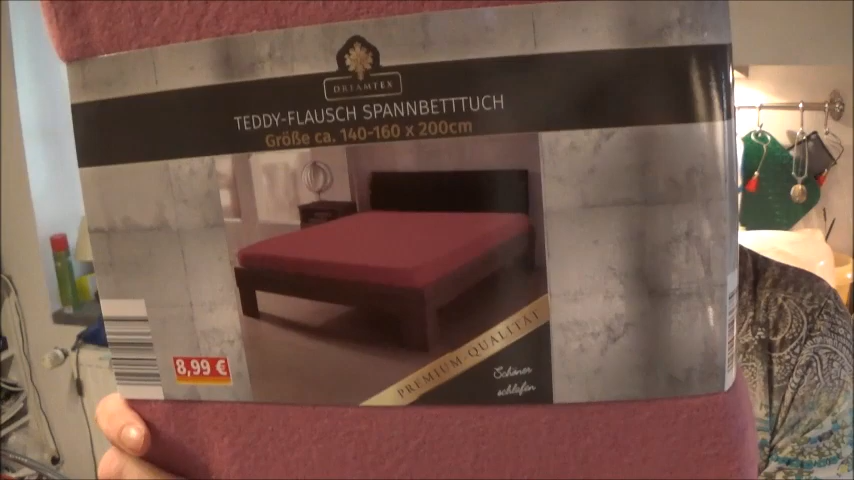 DREAMTEX
TEDDY-FLAUSCH SPANNBETTTUCH
Größe ca. 140-160 x 200cm
PREMIUM-QUALITÄT
Schöner
schlafen
8,99 €